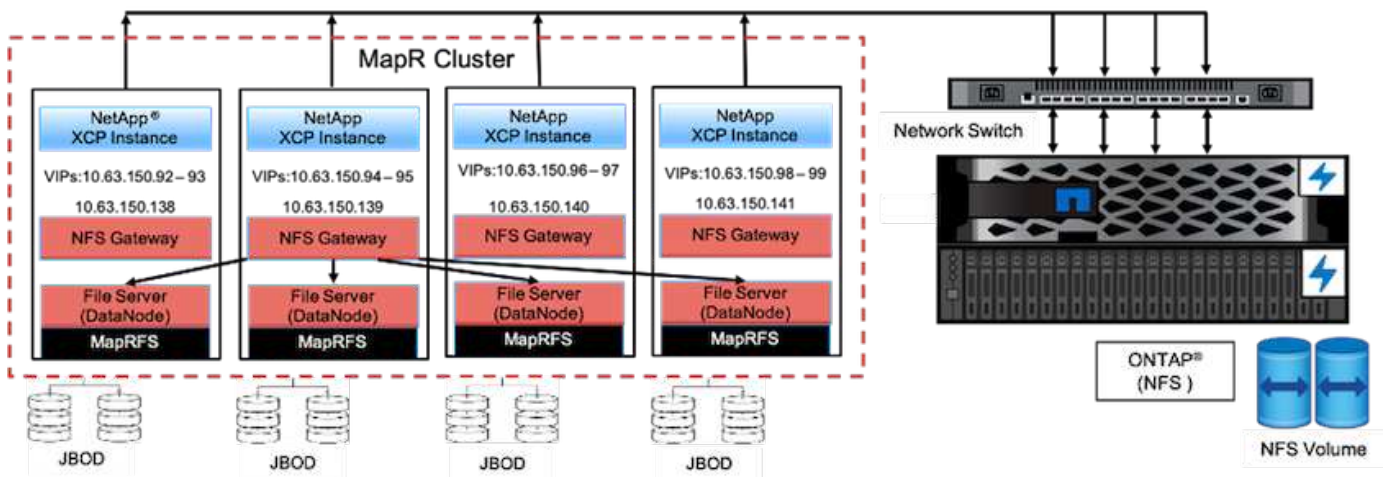 MapR Cluster
NetApp®
XCP Instance
VIPs:10.63.150.92–93
10.63.150.138
NFS Gateway
File Server
(DataNode)
MapRFS
JBOD
NetApp
XCP Instance
VIPs:10.63.150.94–95
10.63.150.139
NFS Gateway
File Server
(DataNode)
MapRFS
JBOD
NetApp
XCP Instance
VIPs:10.63.150.96–97
10.63.150.140
NFS Gateway
File Server
(DataNode)
MapRFS
JBOD
NetApp
XCP Instance
VIPs:10.63.150.98–99
10.63.150.141
NFS Gateway
File Server
(DataNode)
MapRFS
JBOD
Network Switch
ONTAP®
(NFS )
NFS Volume